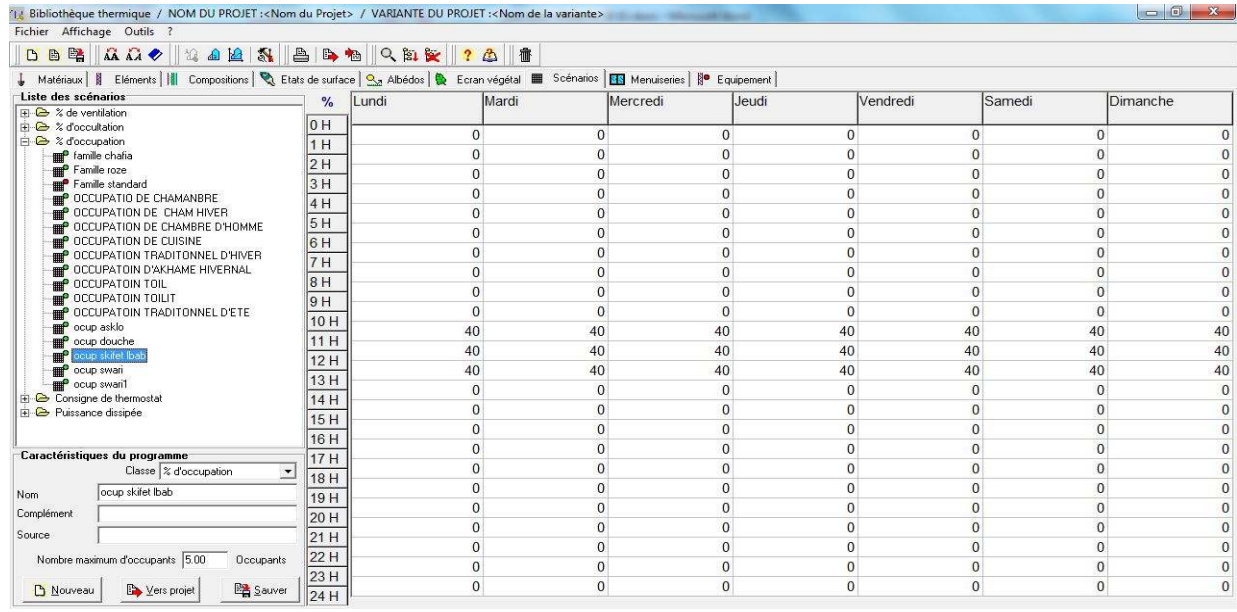 Bibliothèque thermique / NOM DU PROJET :<Nom du Projet> / VARIANTE DU PROJET :<Nom de la variante>
Fichier Affichage Outils ?
Matériaux Eléments Compositions Etats de surface Albédos Ecran végétal Scénarios Menuiseries Equipement
Liste des scénarios
% de ventilation
% d'occultation
% d'occupation
famille chafia
Famille roze
Famille standard
OCCUPATIO DE CHAMANBRE
OCCUPATION DE CHAM HIVER
OCCUPATION DE CHAMBRE D'HOMME
OCCUPATION DE CUISINE
OCCUPATION TRADITONNEL D'HIVER
OCCUPATOIN D'AKHAME HIVERNAL
OCCUPATOIN TOIL
OCCUPATOIN TOILIT
OCCUPATOIN TRADITONNEL D'ETE
ocup asklo
ocup douche
ocup skifet lbab
ocup swari
ocup swari1
Consigne de thermostat
Puissance dissipée
Caractéristiques du programme
Classe % d'occupation
Nom ocup skifet lbab
Complément
Source
Nombre maximum d'occupants 5.00 Occupants
Nouveau Vers projet Sauver
% Lundi Mardi Mercredi Jeudi Vendredi Samedi Dimanche
0 H
0 0 0 0 0 0 0
1 H
0 0 0 0 0 0 0
2 H
0 0 0 0 0 0 0
3 H
0 0 0 0 0 0 0
4 H
0 0 0 0 0 0 0
5 H
0 0 0 0 0 0 0
6 H
0 0 0 0 0 0 0
7 H
0 0 0 0 0 0 0
8 H
0 0 0 0 0 0 0
9 H
0 0 0 0 0 0 0
10 H
40 40 40 40 40 40 40
11 H
40 40 40 40 40 40 40
12 H
40 40 40 40 40 40 40
13 H
0 0 0 0 0 0 0
14 H
0 0 0 0 0 0 0
15 H
0 0 0 0 0 0 0
16 H
0 0 0 0 0 0 0
17 H
0 0 0 0 0 0 0
18 H
0 0 0 0 0 0 0
19 H
0 0 0 0 0 0 0
20 H
0 0 0 0 0 0 0
21 H
0 0 0 0 0 0 0
22 H
0 0 0 0 0 0 0
23 H
0 0 0 0 0 0 0
24 H